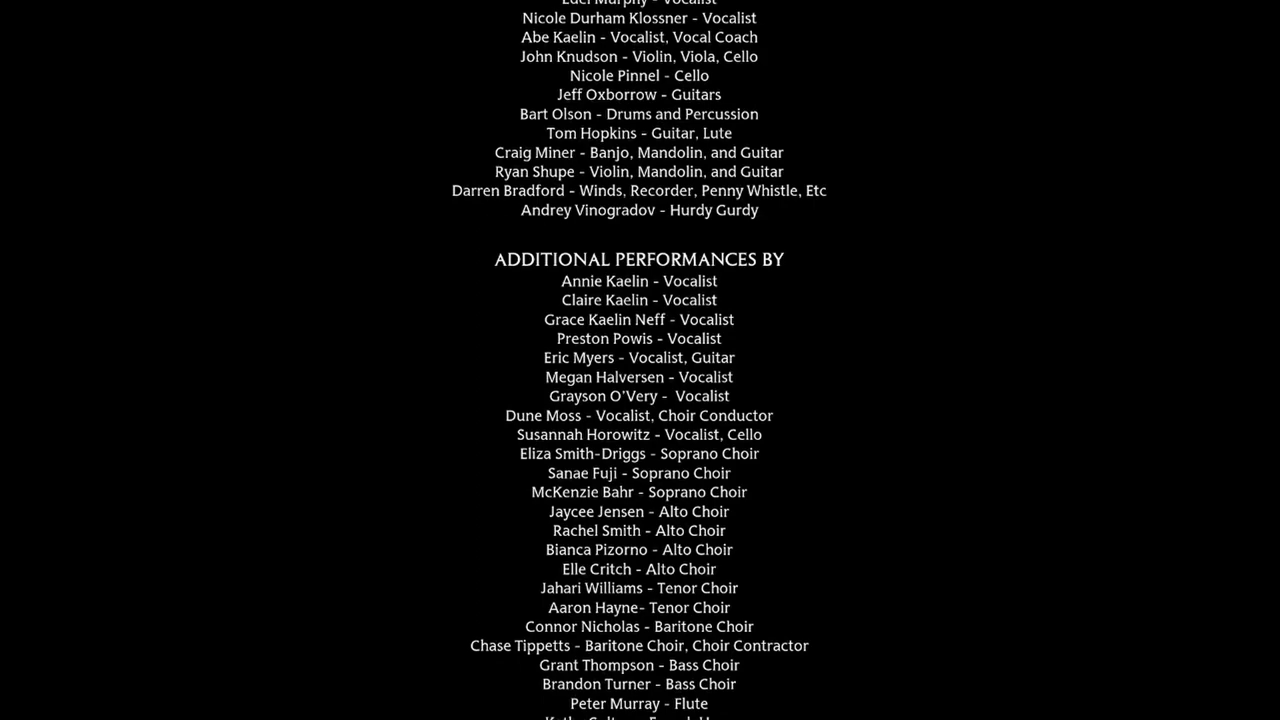 Murphy - Vocalist
Nicole Durham Klossner - Vocalist
Abe Kaelin - Vocalist, Vocal Coach
John Knudson - Violin, Viola, Cello
Nicole Pinnel - Cello
Jeff Oxborrow - Guitars
Bart Olson - Drums and Percussion
Tom Hopkins - Guitar, Lute
Craig Miner - Banjo, Mandolin, and Guitar
Ryan Shupe - Violin, Mandolin, and Guitar
Darren Bradford - Winds, Recorder, Penny Whistle, Etc
Andrey Vinogradov - Hurdy Gurdy
ADDITIONAL PERFORMANCES BY
Annie Kaelin - Vocalist
Claire Kaelin - Vocalist
Grace Kaelin Neff - Vocalist
Preston Powis - Vocalist
Eric Myers - Vocalist, Guitar
Megan Halversen - Vocalist
Grayson O'Very -  Vocalist
Dune Moss - Vocalist, Choir Conductor
Susannah Horowitz - Vocalist, Cello
Eliza Smith-Driggs - Soprano Choir
Sanae Fuji - Soprano Choir
McKenzie Bahr - Soprano Choir
Jaycee Jensen - Alto Choir
Rachel Smith - Alto Choir
Bianca Pizorno - Alto Choir
Elle Critch - Alto Choir
Jahari Williams - Tenor Choir
Aaron Hayne- Tenor Choir
Connor Nicholas - Baritone Choir
Chase Tippetts - Baritone Choir, Choir Contractor
Grant Thompson - Bass Choir
Brandon Turner - Bass Choir
Peter Murray - Flute